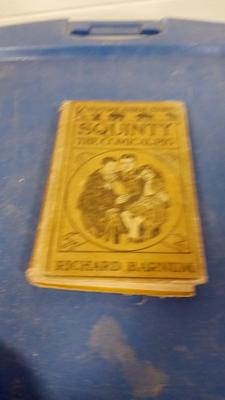 SQUINTY
THE COMICAL PIG
RICHARD BARNUM